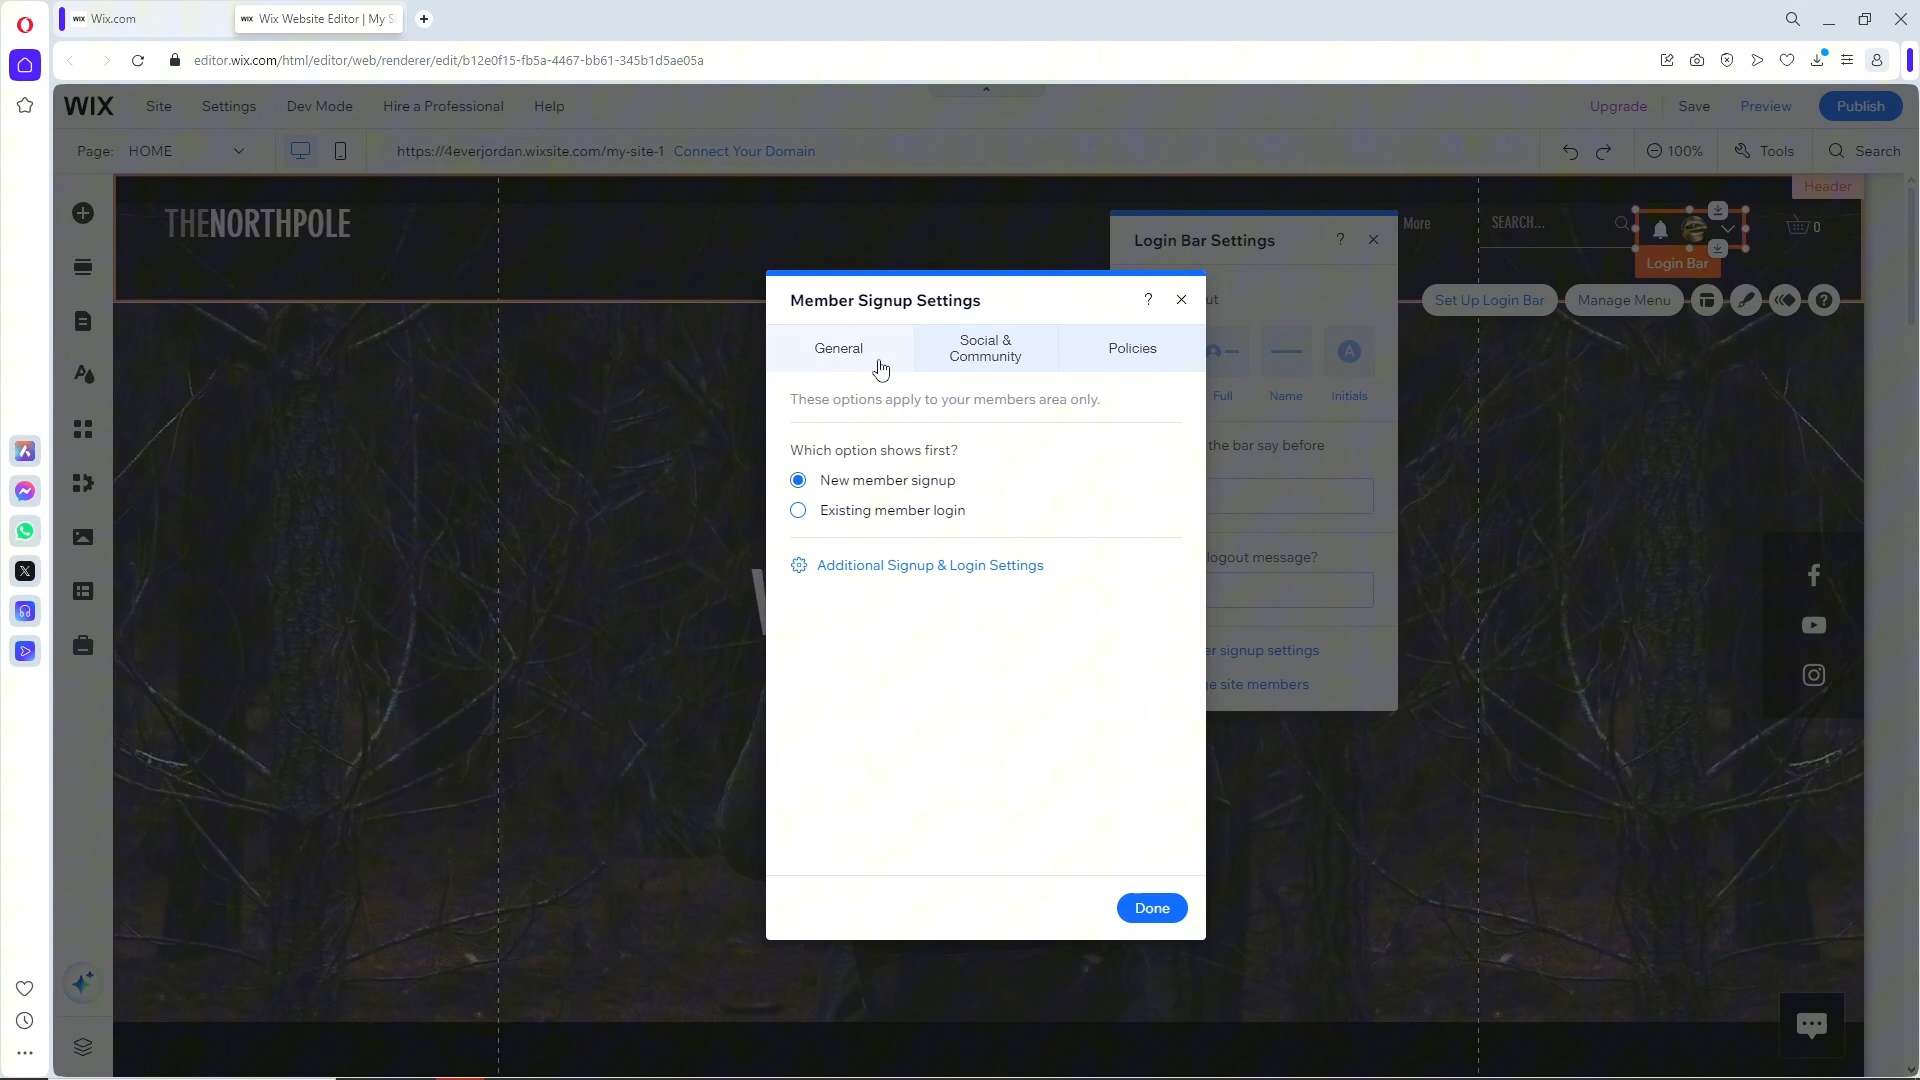 WIX Wix.com
WIX Wix Website Editor | My S
editor.wix.com/html/editor/web/renderer/edit/b12e0f15-fb5a-4467-bb61-345b1d5ae05a
WIX Site Settings Dev Mode Hire a Professional Help Upgrade Save Preview Publish
Page: HOME https://4everjordan.wixsite.com/my-site-1 Connect Your Domain 100% Tools Search
Header
THENORTHPOLE
More SEARCH... 0
Login Bar
Set Up Login Bar Manage Menu
Login Bar Settings ?
ut
Full Name Initials
the bar say before
logout message?
er signup settings
ge site members
Member Signup Settings ?
General
Social & Community
Policies
These options apply to your members area only.
Which option shows first?
New member signup
Existing member login
Additional Signup & Login Settings
Done